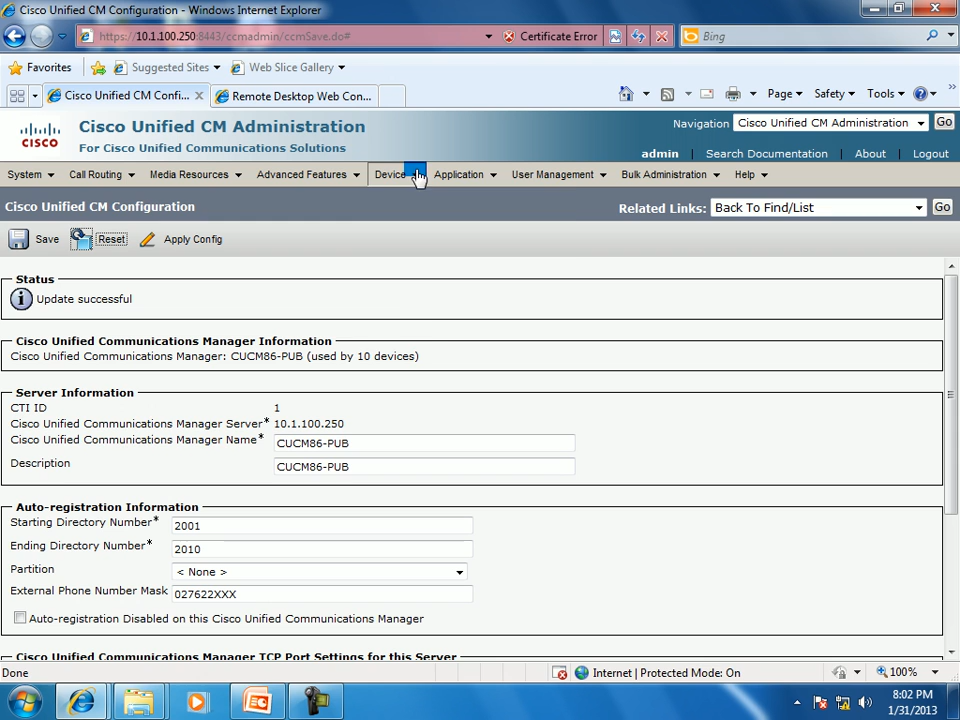 Cisco Unified CM Configuration - Windows Internet Explorer
https://10.1.100.250:8443/ccmadmin/ccmSave.do#
Certificate Error
Bing
Favorites
Suggested Sites
Web Slice Gallery
Cisco Unified CM Confi...
Remote Desktop Web Con...
Page
Safety
Tools
CISCO
Cisco Unified CM Administration
For Cisco Unified Communications Solutions
Navigation
Cisco Unified CM Administration
Go
admin | Search Documentation | About | Logout
System
Call Routing
Media Resources
Advanced Features
Device
Application
User Management
Bulk Administration
Help
Cisco Unified CM Configuration
Related Links:
Back To Find/List
Go
Save
Reset
Apply Config
Status
Update successful
Cisco Unified Communications Manager Information
Cisco Unified Communications Manager: CUCM86-PUB (used by 10 devices)
Server Information
CTI ID 1
Cisco Unified Communications Manager Server* 10.1.100.250
Cisco Unified Communications Manager Name* CUCM86-PUB
Description CUCM86-PUB
Auto-registration Information
Starting Directory Number* 2001
Ending Directory Number* 2010
Partition < None >
External Phone Number Mask 027622XXX
Auto-registration Disabled on this Cisco Unified Communications Manager
Cisco Unified Communications Manager TCP Port Settings for this Server
Done
Internet | Protected Mode: On
100%
8:02 PM
1/31/2013